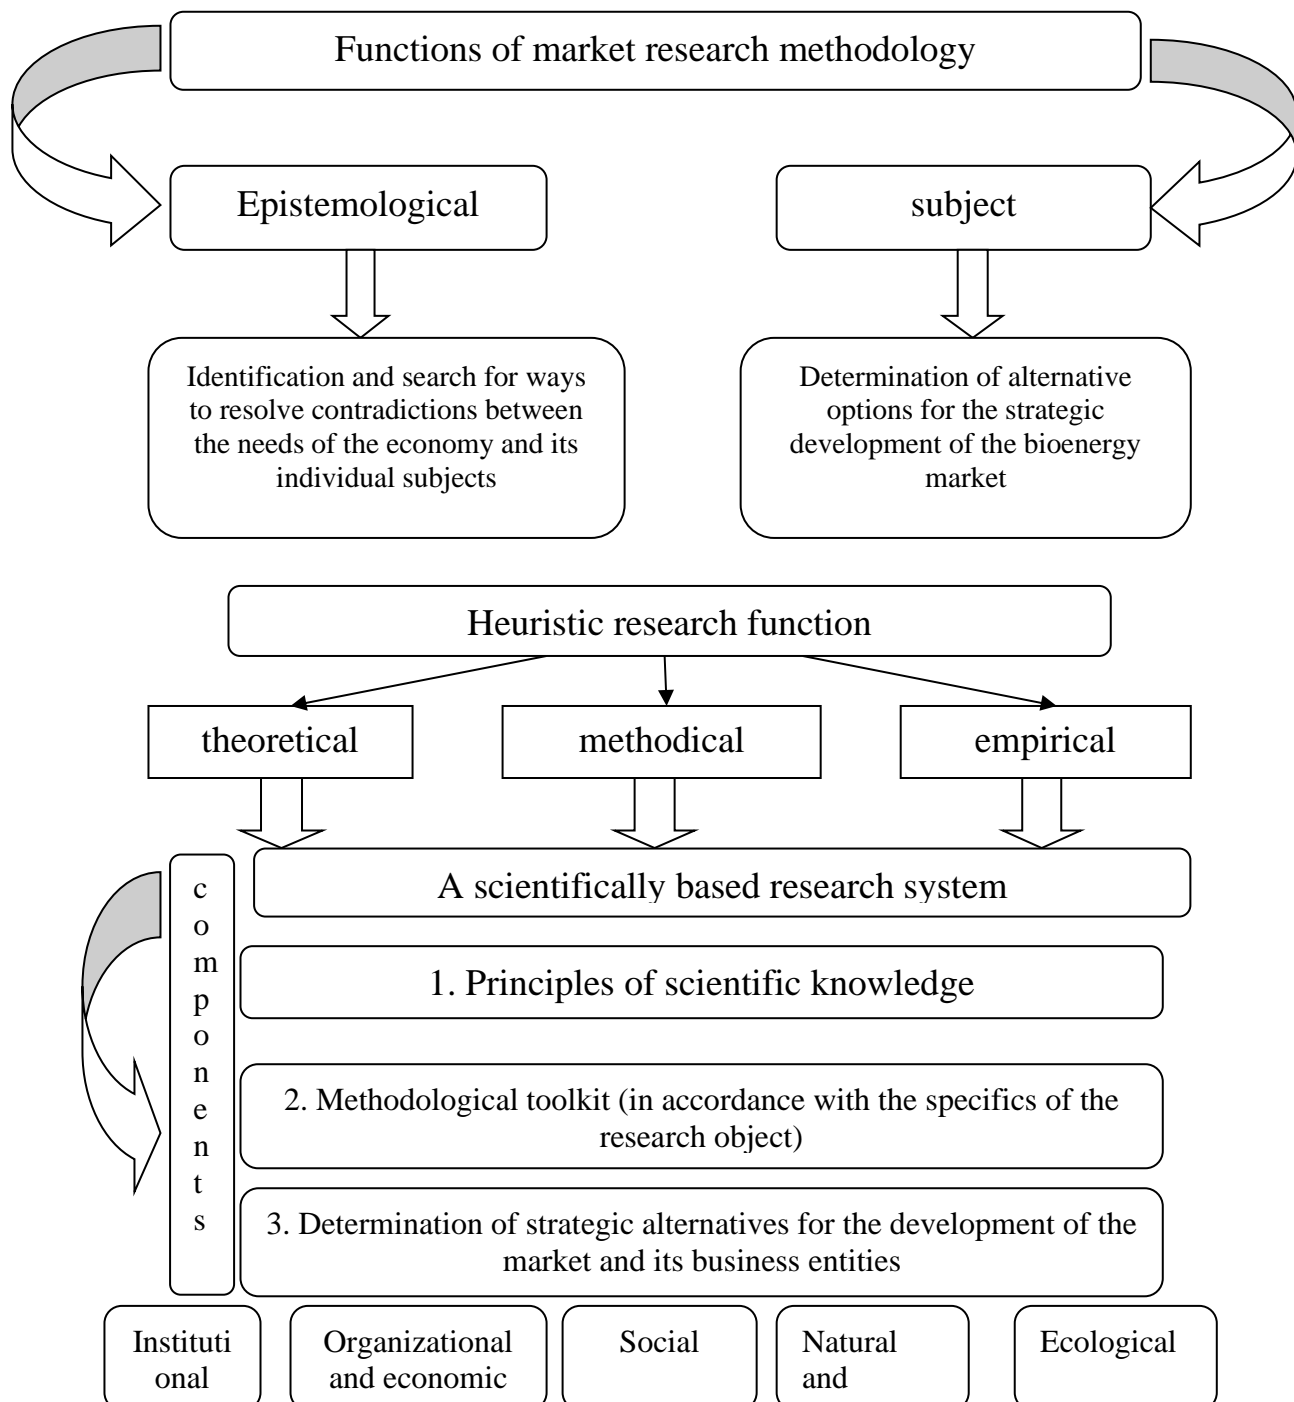 Functions of market research methodology
Epistemological
subject
Identification and search for ways
to resolve contradictions between
the needs of the economy and its
individual subjects
Determination of alternative
options for the strategic
development of the bioenergy
market
Heuristic research function
theoretical
methodical
empirical
components
A scientifically based research system
1. Principles of scientific knowledge
2. Methodological toolkit (in accordance with the specifics of the
research object)
3. Determination of strategic alternatives for the development of the
market and its business entities
Instituti
onal
Organizational
and economic
Social
Natural
and
Ecological